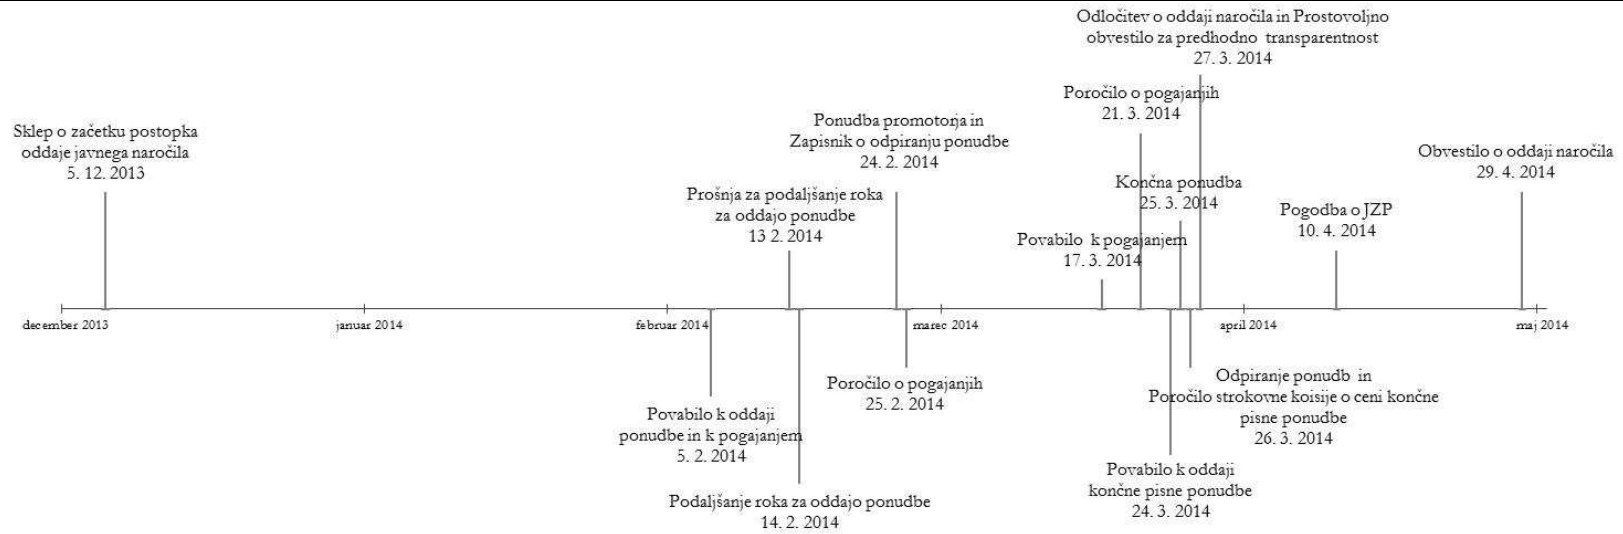 Odločitev o oddaji naročila in Prostovoljno
obvestilo za predhodno transparentnost
27. 3. 2014
Poročilo o pogajanjih
21. 3. 2014
Ponudba promotorja in
Zapisnik o odpiranju ponudbe
24. 2. 2014
Sklep o začetku postopka
oddaje javnega naročila
5. 12. 2013
Obvestilo o oddaji naročila
29. 4. 2014
Končna ponudba
25. 3. 2014
Prošnja za podaljšanje roka
za oddajo ponudbe
13 2. 2014
Pogodba o JZP
10. 4. 2014
Povabilo k pogajanjem
17. 3. 2014
december 2013
januar 2014
februar 2014
marec 2014
april 2014
maj 2014
Poročilo o pogajanjih
25. 2. 2014
Odpiranje ponudb in
Poročilo strokovne koisije o ceni končne
pisne ponudbe
26. 3. 2014
Povabilo k oddaji
ponudbe in k pogajanjem
5. 2. 2014
Povabilo k oddaji
končne pisne ponudbe
24. 3. 2014
Podaljšanje roka za oddajo ponudbe
14. 2. 2014